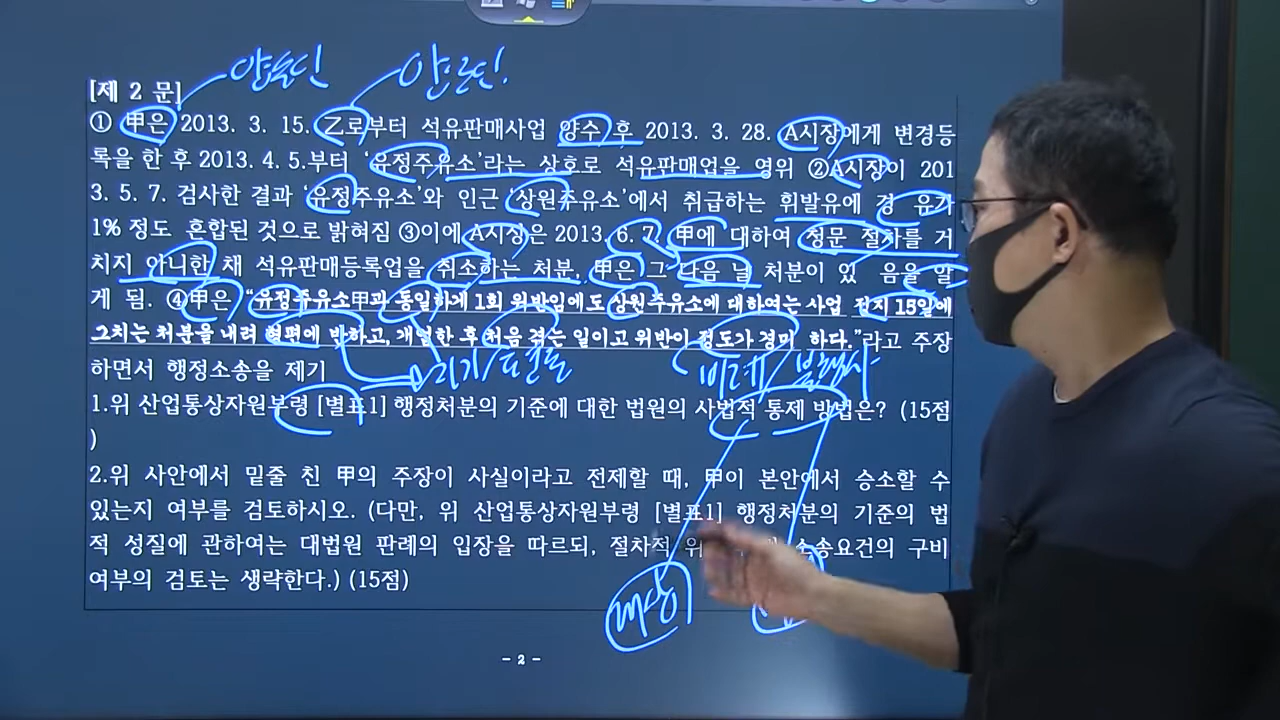 양수인 양도인
[제 2 문]
① 甲은 2013. 3. 15. 乙로부터 석유판매사업 양수 후 2013. 3. 28. A시장에게 변경등
록을 한 후 2013. 4. 5.부터 '유정주유소'라는 상호로 석유판매업을 영위 ②A시장이 201
3. 5. 7. 검사한 결과 '유정주유소'와 인근 '상원주유소'에서 취급하는 휘발유에 경 유가
1% 정도 혼합된 것으로 밝혀짐 ③이에 A시장은 2013. 6. 7. 甲에 대하여 청문 절차를 거
치지 아니한 채 석유판매등록업을 취소하는 처분, 甲은 그 다음 날 처분이 있 음을 알
게 됨. ④甲은 "유정주유소甲과 동일하게 1회 위반임에도 상원주유소에 대하여는 사업 정지 15일에
그치는 처분을 내려 형편에 반하고, 개업한 후 처음 겪는 일이고 위반이 정도가 경미 하다."라고 주장
하면서 행정소송을 제기
1.위 산업통상자원부령 [별표1] 행정처분의 기준에 대한 법원의 사법적 통제 방법은? (15점
)
2.위 사안에서 밑줄 친 甲의 주장이 사실이라고 전제할 때, 甲이 본안에서 승소할 수
있는지 여부를 검토하시오. (다만, 위 산업통상자원부령 [별표1] 행정처분의 기준의 법
적 성질에 관하여는 대법원 판례의 입장을 따르되, 절차적 위 소송요건의 구비
여부의 검토는 생략한다.) (15점)
대상이
- 2 -